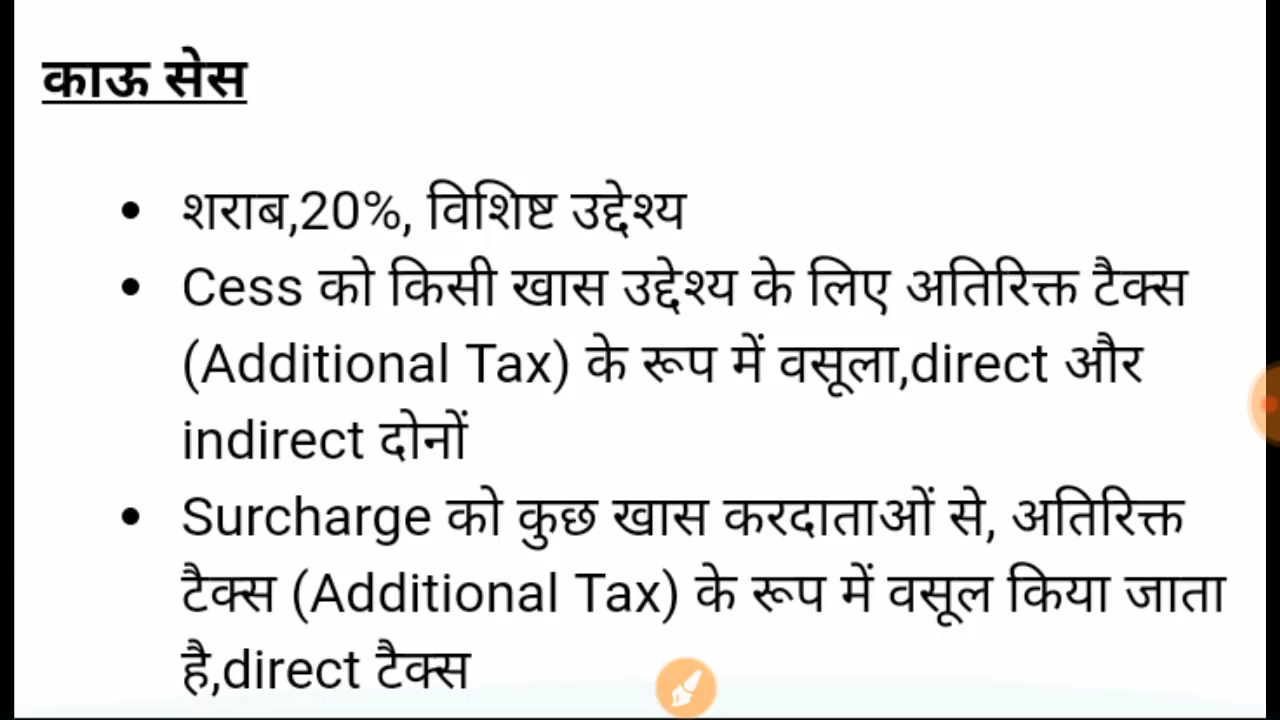 काऊ सेस
शराब,20%, विशिष्ट उद्देश्य
Cess को किसी खास उद्देश्य के लिए अतिरिक्त टैक्स
(Additional Tax) के रूप में वसूला,direct और
indirect दोनों
Surcharge को कुछ खास करदाताओं से, अतिरिक्त
टैक्स (Additional Tax) के रूप में वसूल किया जाता
है,direct टैक्स